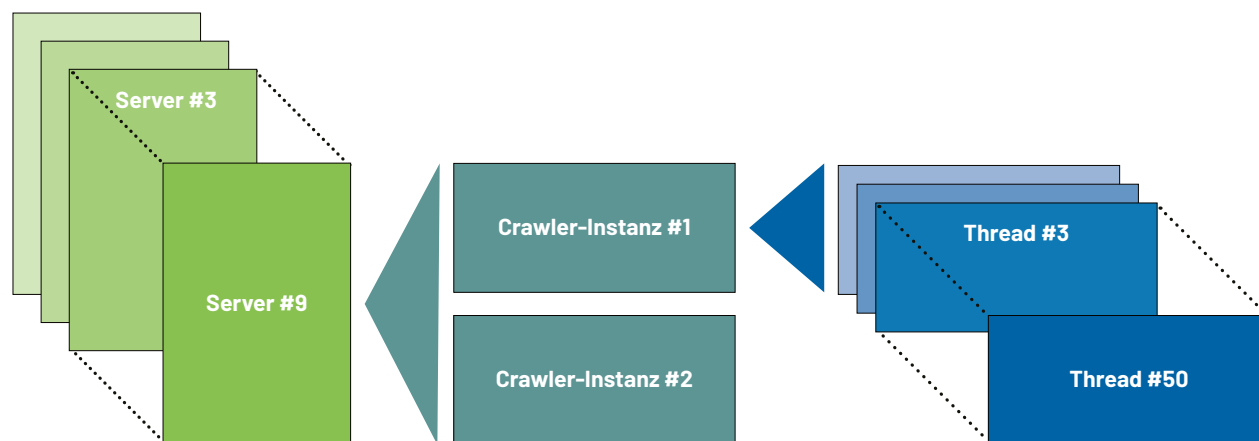 Server #3
Server #9
Crawler-Instanz #1
Crawler-Instanz #2
Thread #3
Thread #50